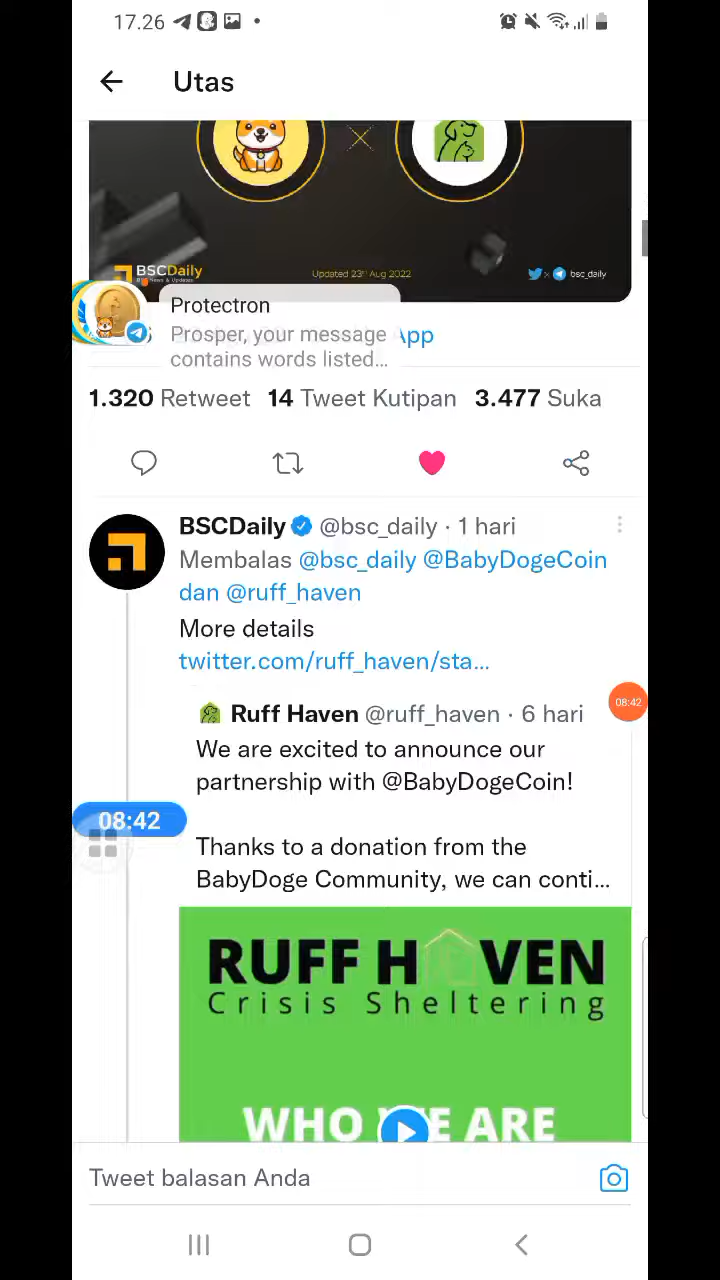 17.26
Utas
BSCDaily
Updated 23rd Aug 2022
bsc_daily
Protectron
Prosper, your message
contains words listed...
App
1.320 Retweet 14 Tweet Kutipan 3.477 Suka
BSCDaily @bsc_daily · 1 hari
Membalas @bsc_daily @BabyDogeCoin
dan @ruff_haven
More details
twitter.com/ruff_haven/sta...
Ruff Haven @ruff_haven · 6 hari
08:42
We are excited to announce our
partnership with @BabyDogeCoin!
08:42
Thanks to a donation from the
BabyDoge Community, we can conti...
RUFF HAVEN
Crisis Sheltering
WHO WE ARE
Tweet balasan Anda